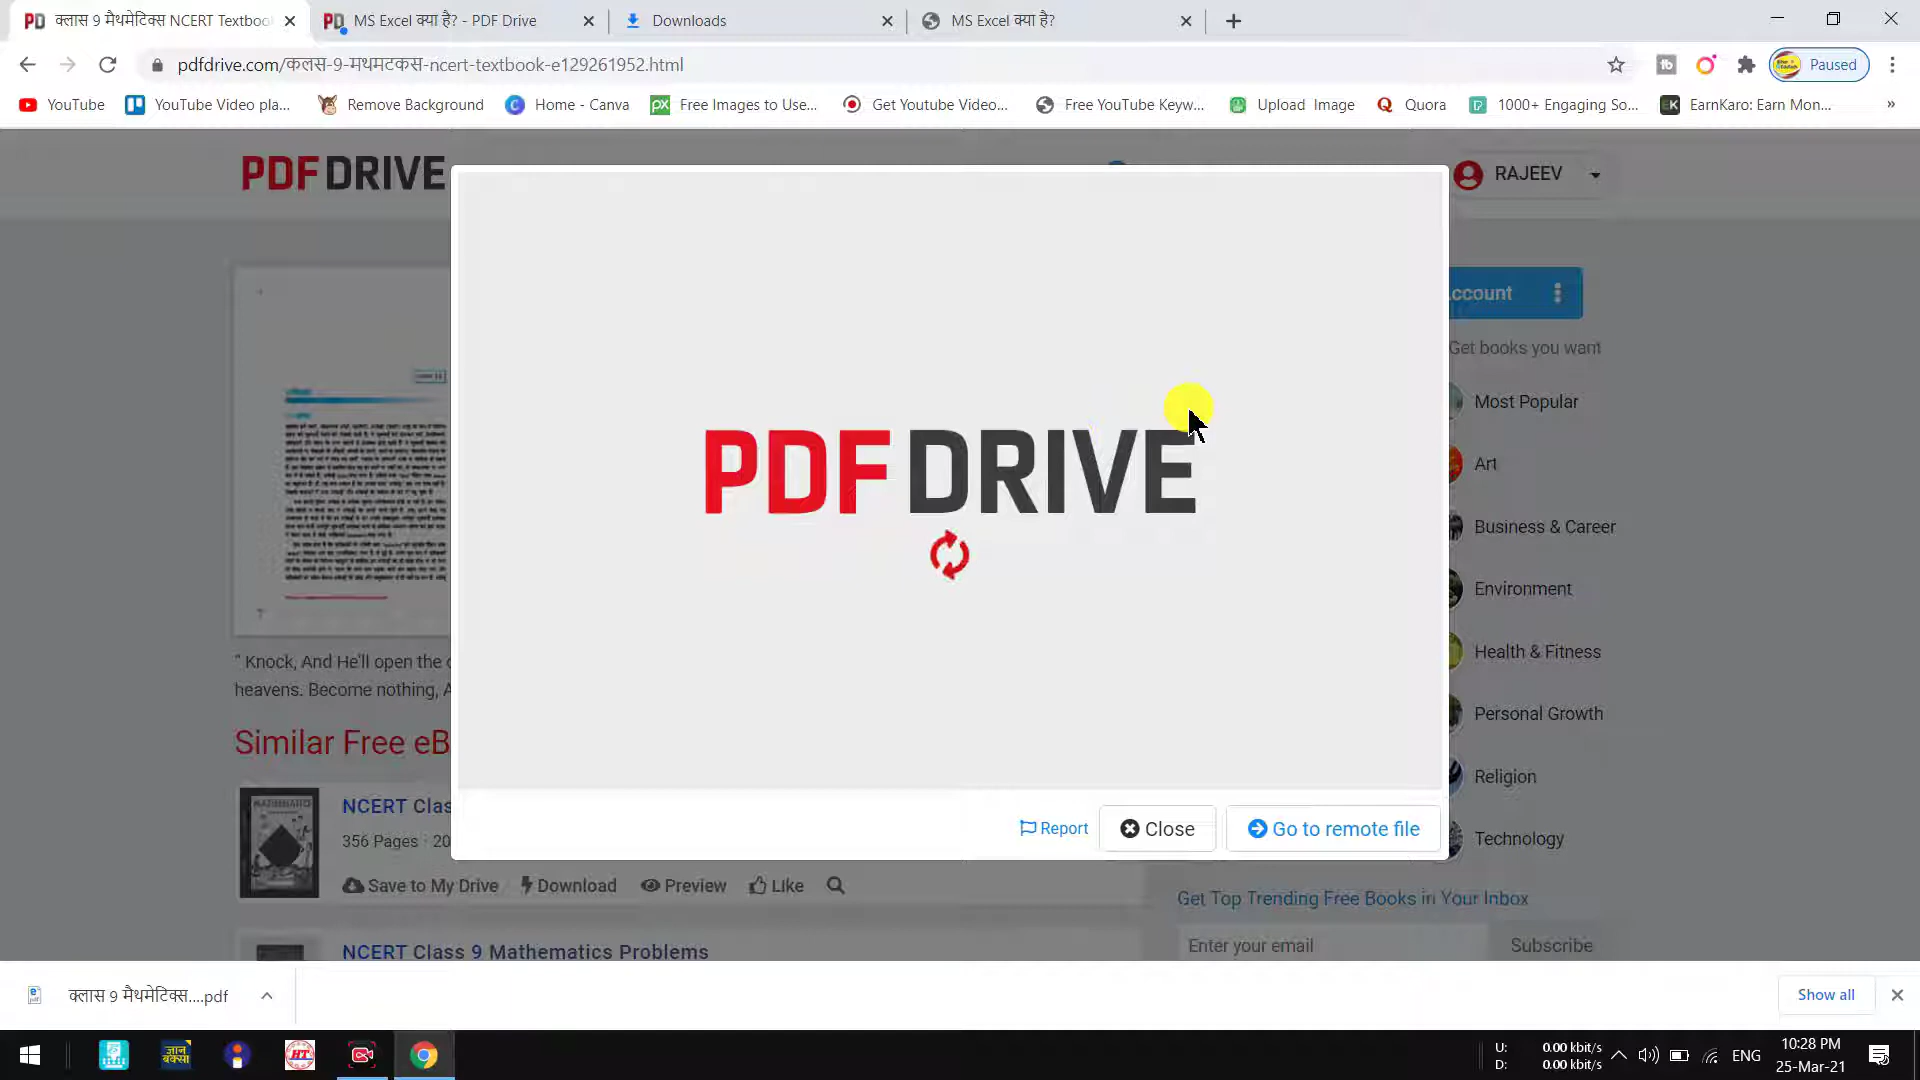 क्लास 9 मैथमेटिक्स NCERT Textboo
MS Excel क्या है? - PDF Drive
Downloads
MS Excel क्या है?
pdfdrive.com/कलस-9-मथमटकस-ncert-textbook-e129261952.html
Paused
YouTube
YouTube Video pla...
Remove Background
Home - Canva
Free Images to Use...
Get Youtube Video...
Free YouTube Keyw...
Upload Image
Quora
1000+ Engaging So...
EarnKaro: Earn Mon...
»
PDF DRIVE
RAJEEV
ccount
Get books you want
Most Popular
Art
Business & Career
Environment
Health & Fitness
Personal Growth
Religion
Technology
PDF DRIVE
Report
Close
Go to remote file
" Knock, And He'll open the
heavens. Become nothing, A
Similar Free eB
NCERT Clas
356 Pages · 20
Save to My Drive
Download
Preview
Like
NCERT Class 9 Mathematics Problems
Get Top Trending Free Books in Your Inbox
Enter your email
Subscribe
क्लास 9 मैथमेटिक्स....pdf
Show all
जान बक्सा
HT
U: 0.00 kbit/s
D: 0.00 kbit/s
ENG
10:28 PM
25-Mar-21